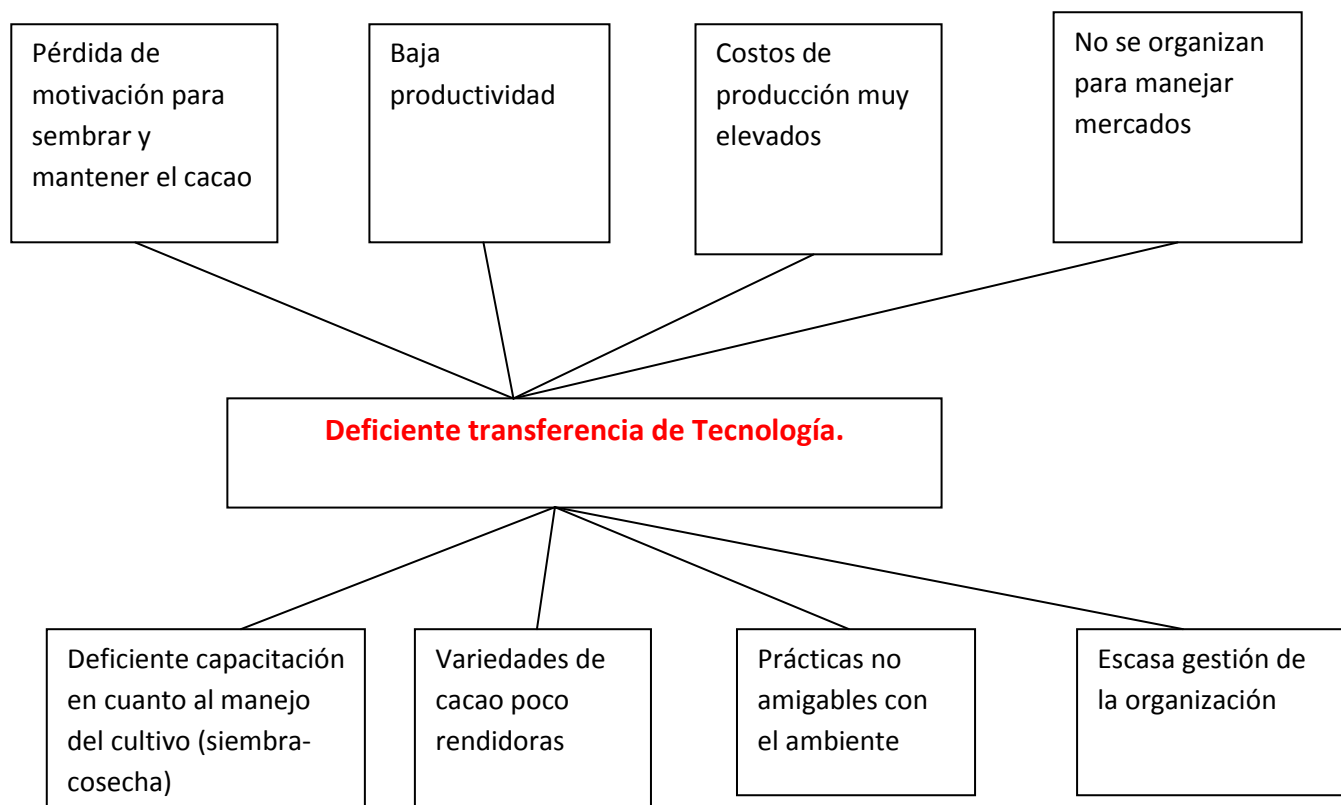 Pérdida de
motivación para
sembrar y
mantener el cacao
Baja
productividad
Costos de
producción muy
elevados
No se organizan
para manejar
mercados
Deficiente transferencia de Tecnología.
Deficiente capacitación
en cuanto al manejo
del cultivo (siembra-
cosecha)
Variedades de
cacao poco
rendidoras
Prácticas no
amigables con
el ambiente
Escasa gestión de
la organización